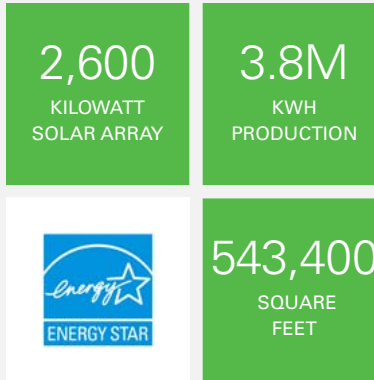 2,600
KILOWATT
SOLAR ARRAY
3.8M
KWH
PRODUCTION
energy
ENERGY STAR
543,400
SQUARE
FEET